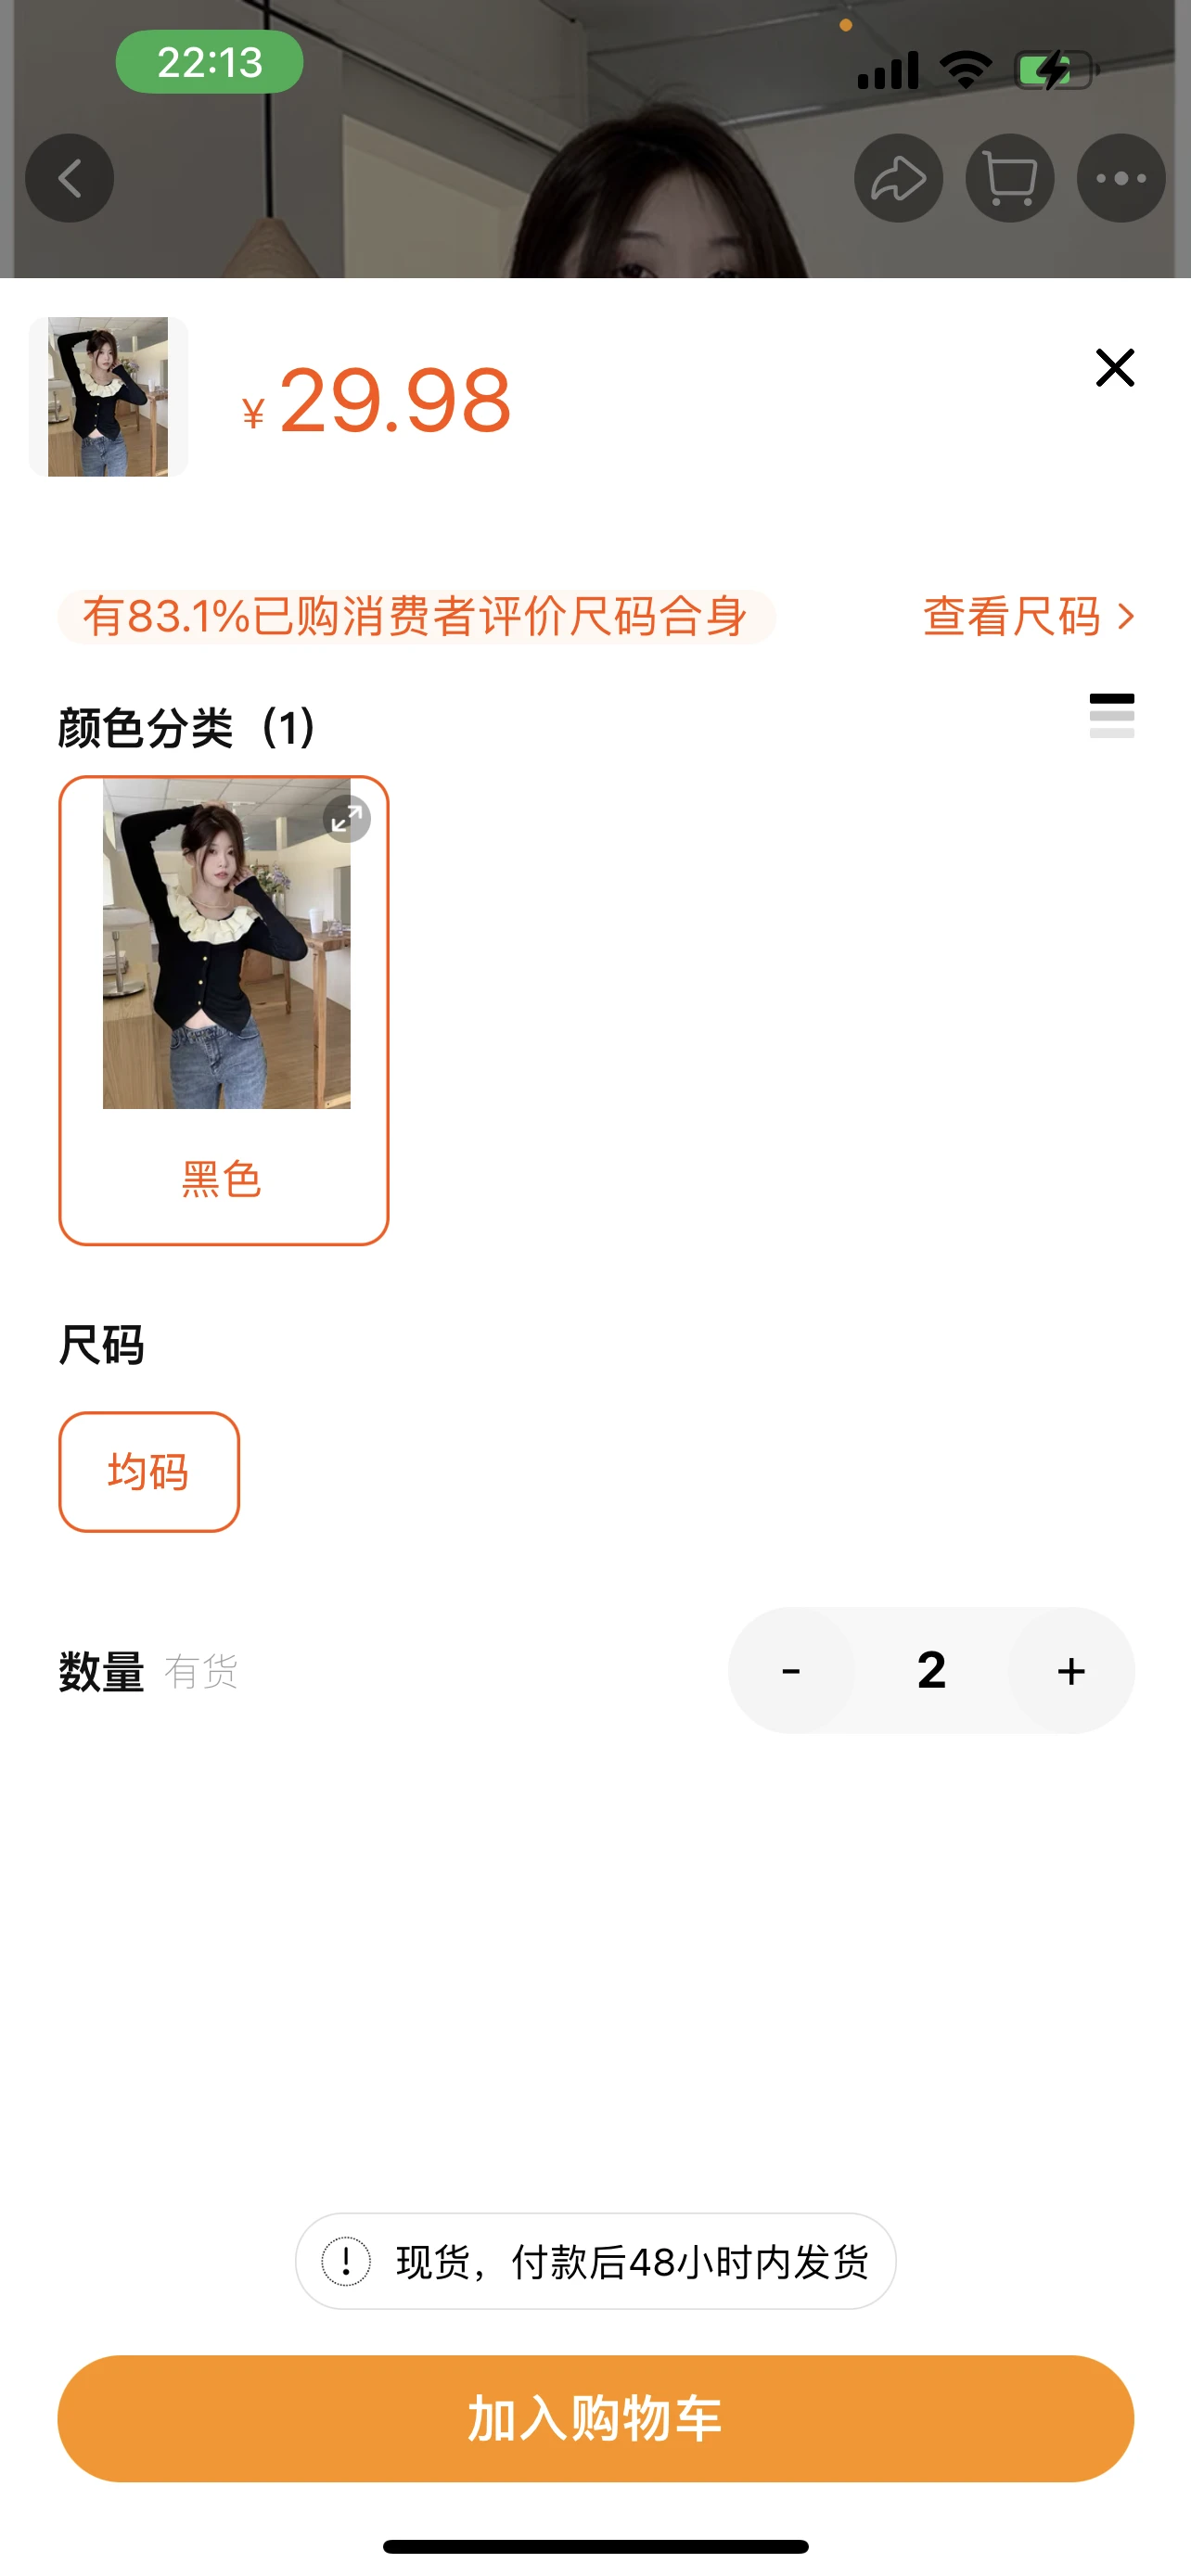 22:13
¥ 29.98
有83.1%已购消费者评价尺码合身
查看尺码
颜色分类（1）
黑色
尺码
均码
数量 有货
- 2 +
现货，付款后48小时内发货
加入购物车